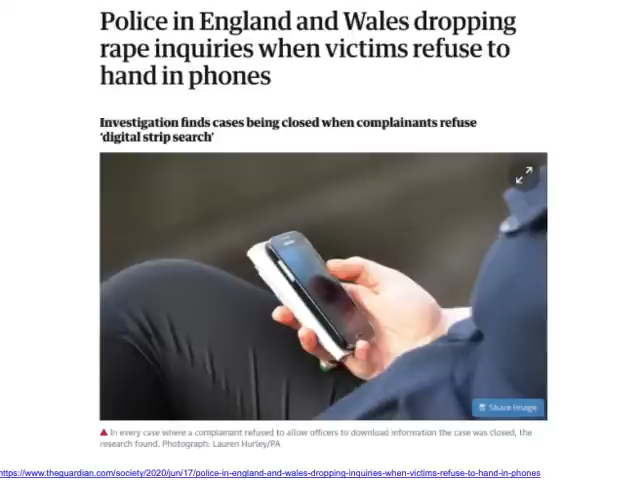 Police in England and Wales dropping
rape inquiries when victims refuse to
hand in phones
Investigation finds cases being closed when complainants refuse
'digital strip search'
Share Image
In every case where a complainant refused to allow officers to download information the case was closed, the
research found. Photograph: Lauren Hurley/PA
https://www.theguardian.com/society/2020/jun/17/police-in-england-and-wales-dropping-inquiries-when-victims-refuse-to-hand-in-phones